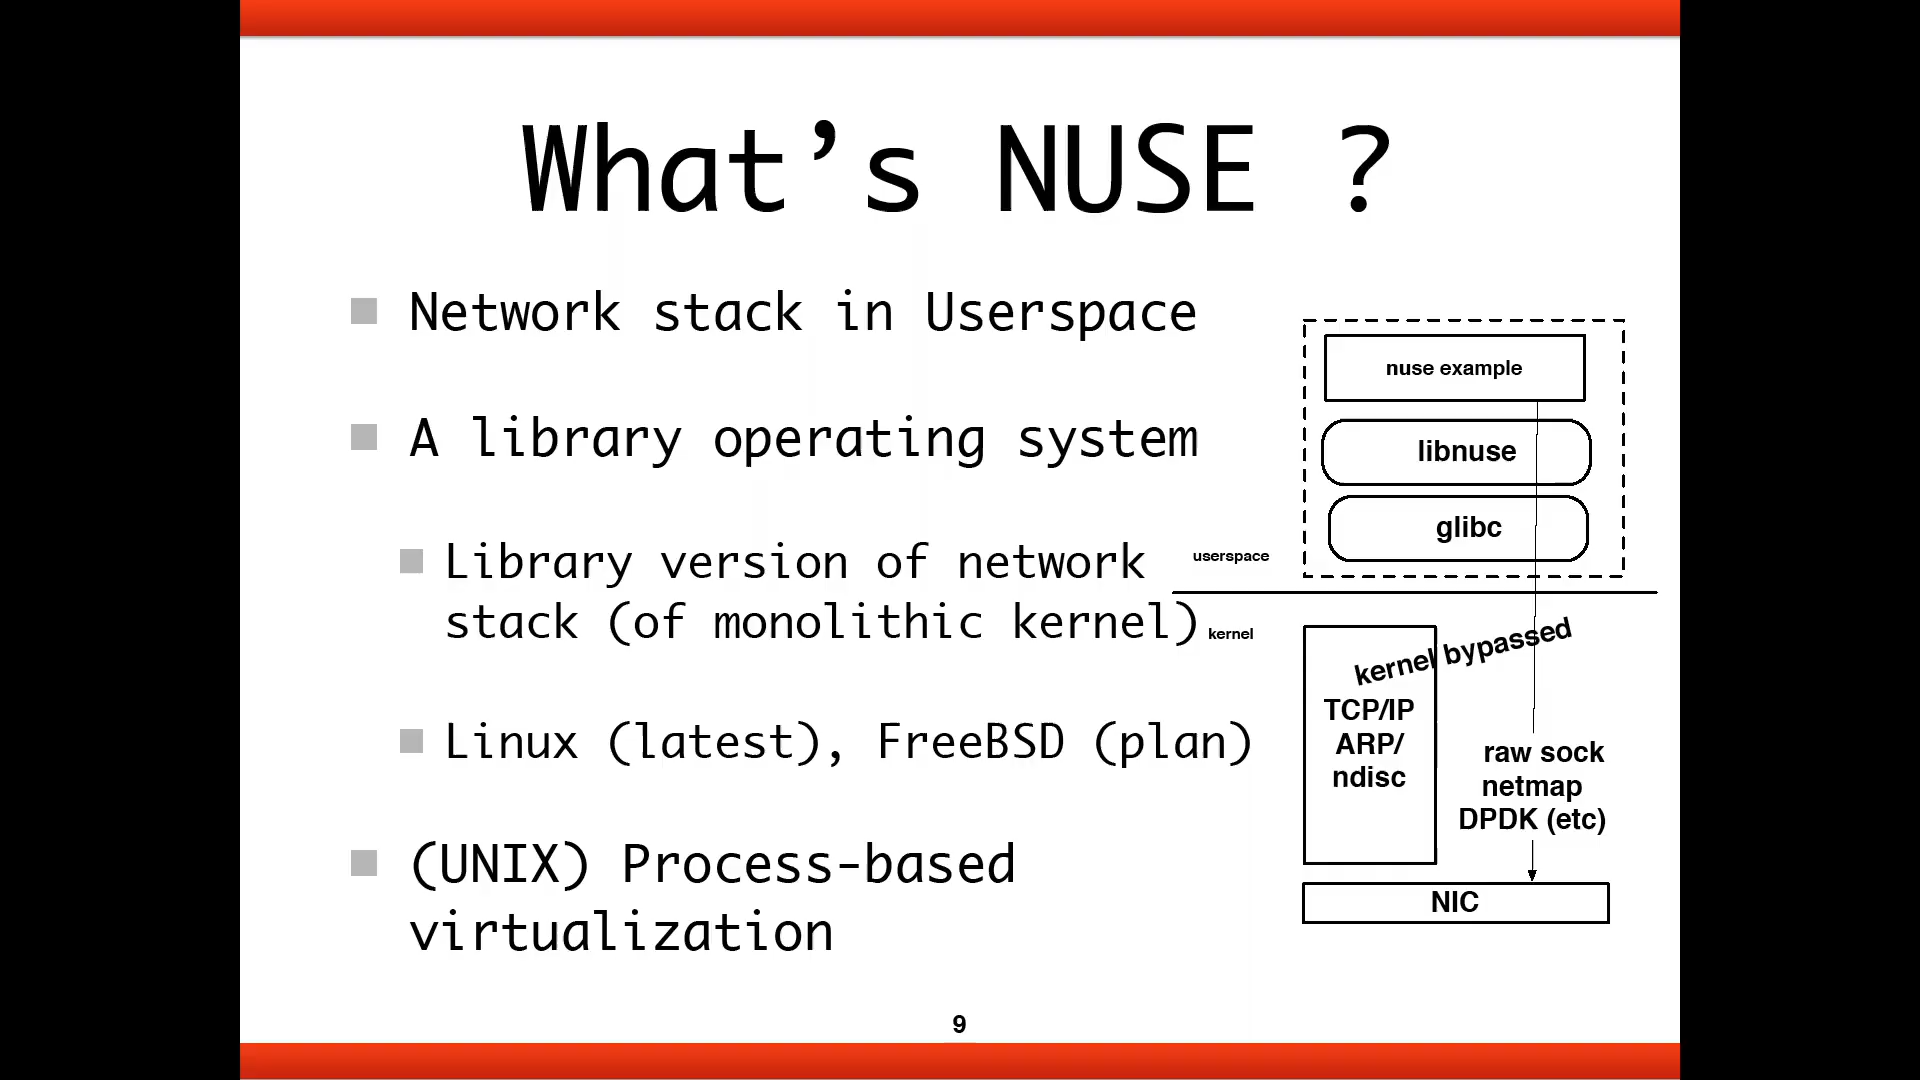 What’s NUSE ?
Network stack in Userspace
A library operating system
Library version of network
stack (of monolithic kernel)
Linux (latest), FreeBSD (plan)
(UNIX) Process-based
virtualization
nuse example
libnuse
glibc
userspace
kernel
kernel bypassed
TCP/IP
ARP/
ndisc
raw sock
netmap
DPDK (etc)
NIC
9